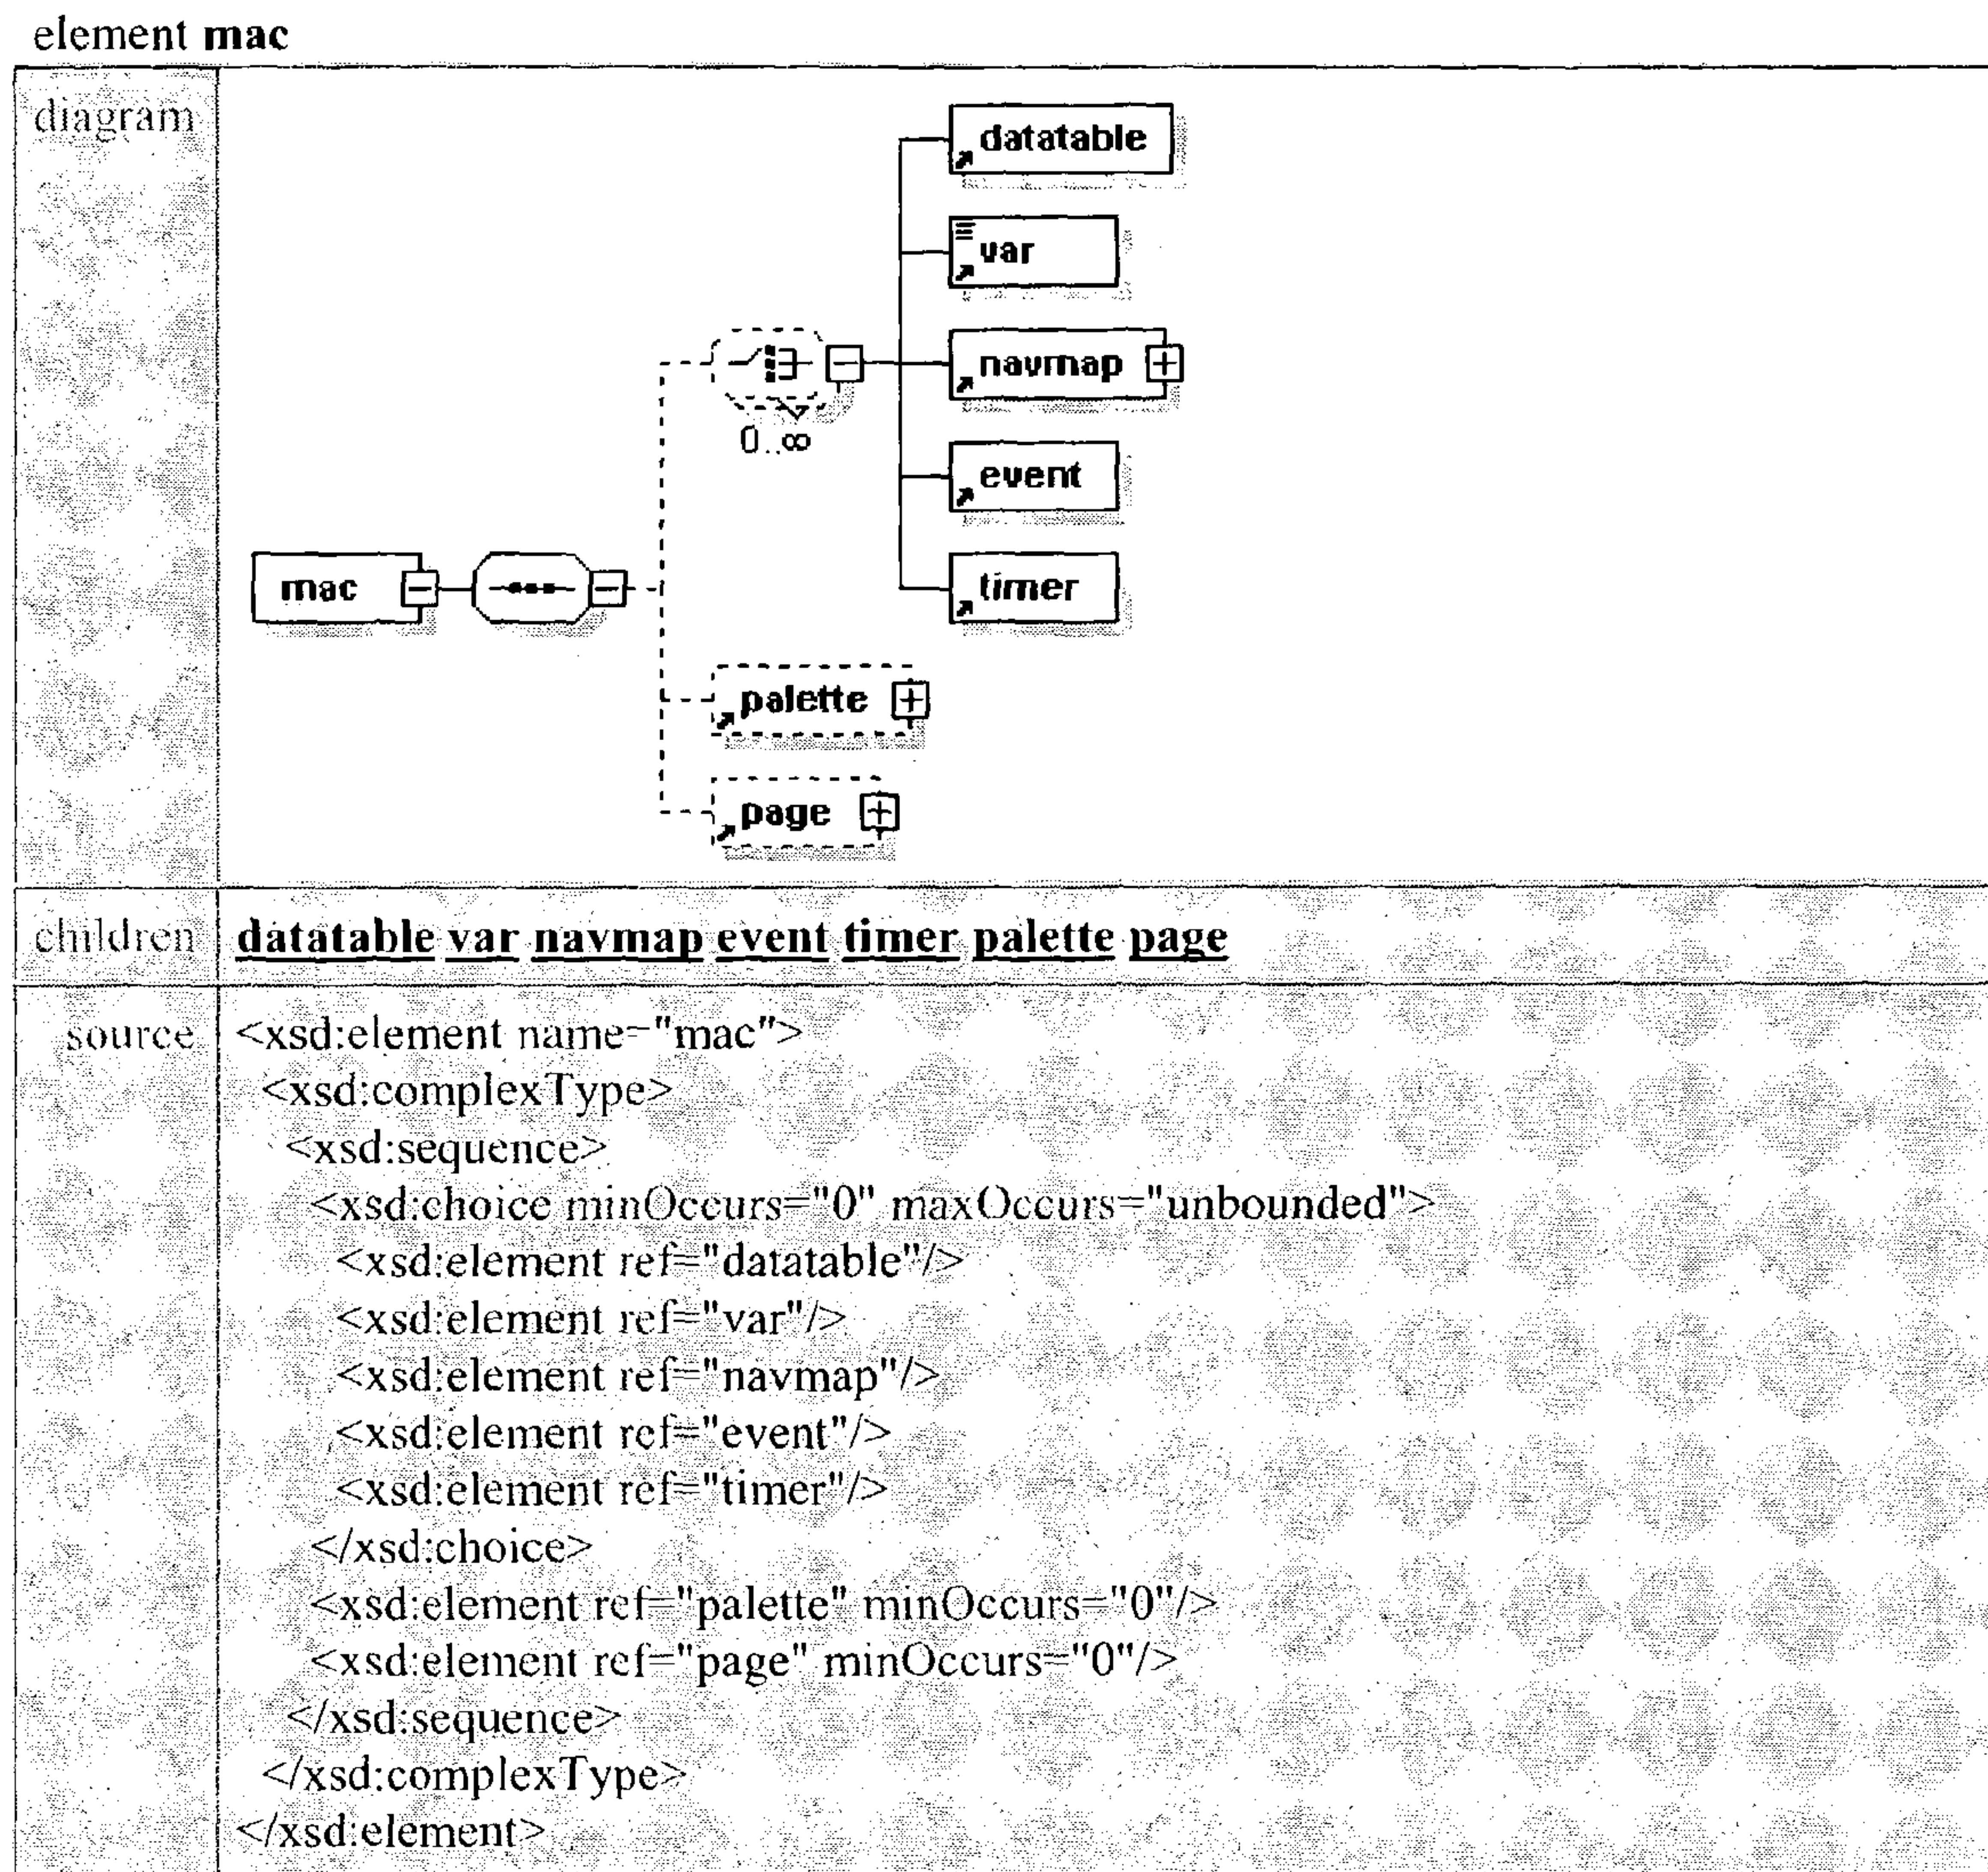 element mac
diagram
datatable
var
navmap
0..∞
event
mac
timer
palette
page
children datatable var navmap event timer palette page
source <xsd:element name="mac">
<xsd:complexType>
<xsd:sequence>
<xsd:choice minOccurs="0" maxOccurs="unbounded">
<xsd:element ref="datatable"/>
<xsd:element ref="var"/>
<xsd:element ref="navmap"/>
<xsd:element ref="event"/>
<xsd:element ref="timer"/>
</xsd:choice>
<xsd:element ref="palette" minOccurs="0"/>
<xsd:element ref="page" minOccurs="0"/>
</xsd:sequence>
</xsd:complexType>
</xsd:element>